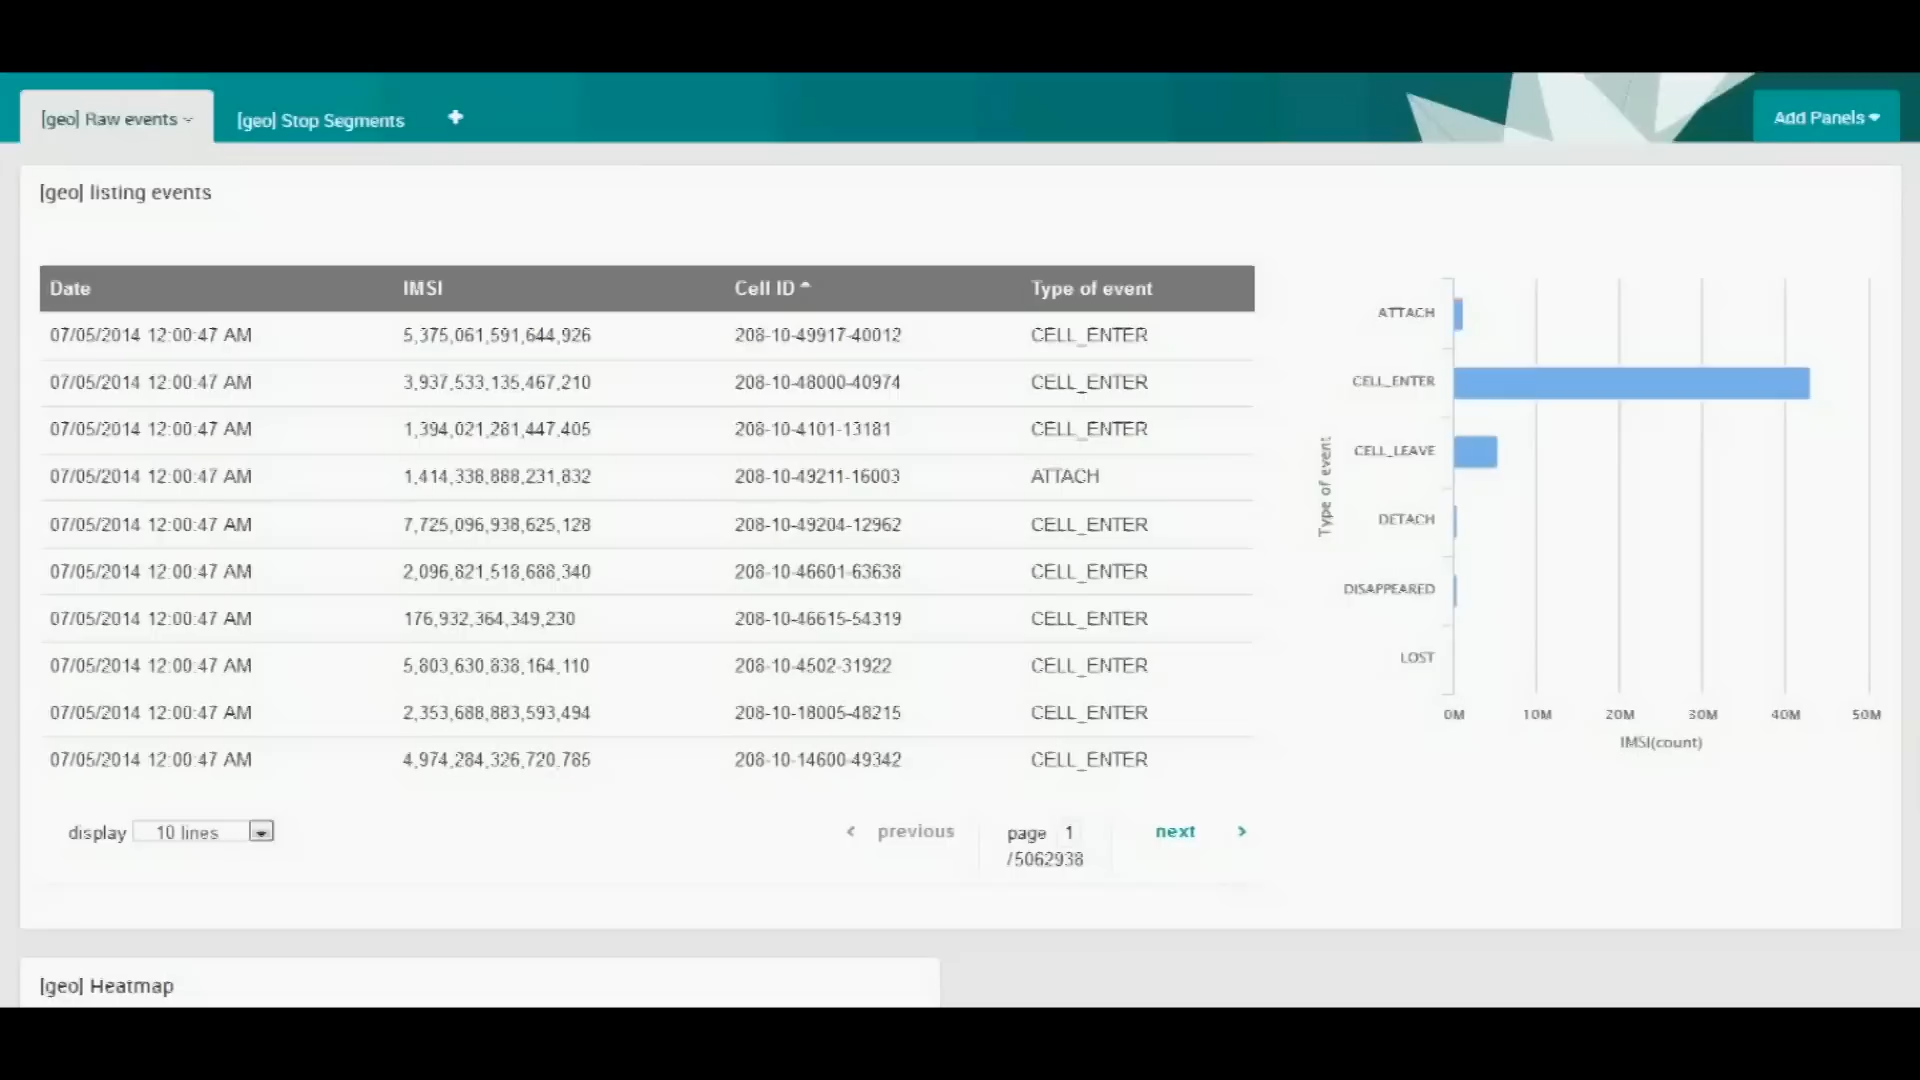 [geo] Raw events
[geo] Stop Segments
Add Panels
[geo] listing events
Date IMSI Cell ID Type of event
07/05/2014 12:00:47 AM 5,375,061,591,644,926 208-10-49917-40012 CELL_ENTER
07/05/2014 12:00:47 AM 3,937,533,135,467,210 208-10-48000-40974 CELL_ENTER
07/05/2014 12:00:47 AM 1,394,021,281,447,405 208-10-4101-13181 CELL_ENTER
07/05/2014 12:00:47 AM 1,414,338,888,231,832 208-10-49211-16003 ATTACH
07/05/2014 12:00:47 AM 7,725,096,938,625,128 208-10-49204-12962 CELL_ENTER
07/05/2014 12:00:47 AM 2,096,821,518,688,340 208-10-46601-63638 CELL_ENTER
07/05/2014 12:00:47 AM 176,932,364,349,230 208-10-46615-54319 CELL_ENTER
07/05/2014 12:00:47 AM 5,803,630,838,164,110 208-10-4502-31922 CELL_ENTER
07/05/2014 12:00:47 AM 2,353,688,883,593,494 208-10-18005-48215 CELL_ENTER
07/05/2014 12:00:47 AM 4,974,284,326,720,785 208-10-14600-49342 CELL_ENTER
display 10 lines
previous
page 1
/5062938
next
Type of event
ATTACH
CELL_ENTER
CELL_LEAVE
DETACH
DISAPPEARED
LOST
0M 10M 20M 30M 40M 50M
IMSI(count)
[geo] Heatmap